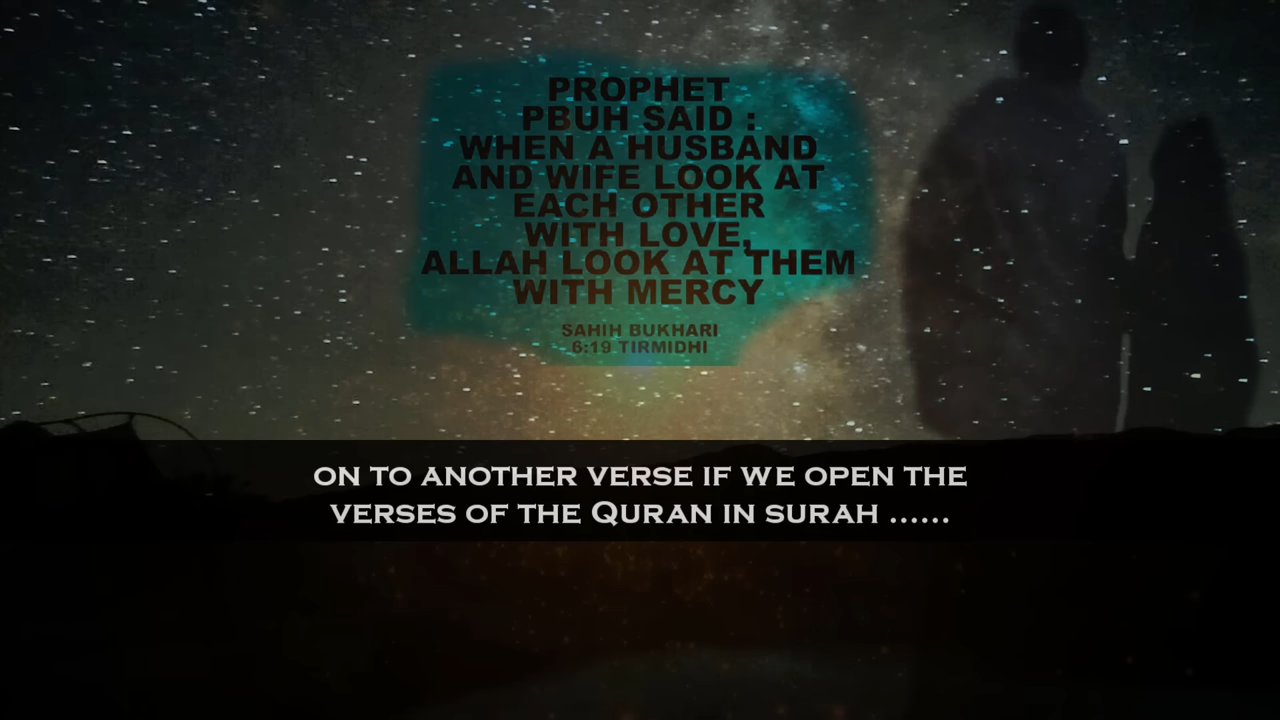 PROPHET
PBUH SAID :
WHEN A HUSBAND
AND WIFE LOOK AT
EACH OTHER
WITH LOVE,
ALLAH LOOK AT THEM
WITH MERCY
SAHIH BUKHARI
6:19 TIRMIDHI
ON TO ANOTHER VERSE IF WE OPEN THE
VERSES OF THE QURAN IN SURAH ......